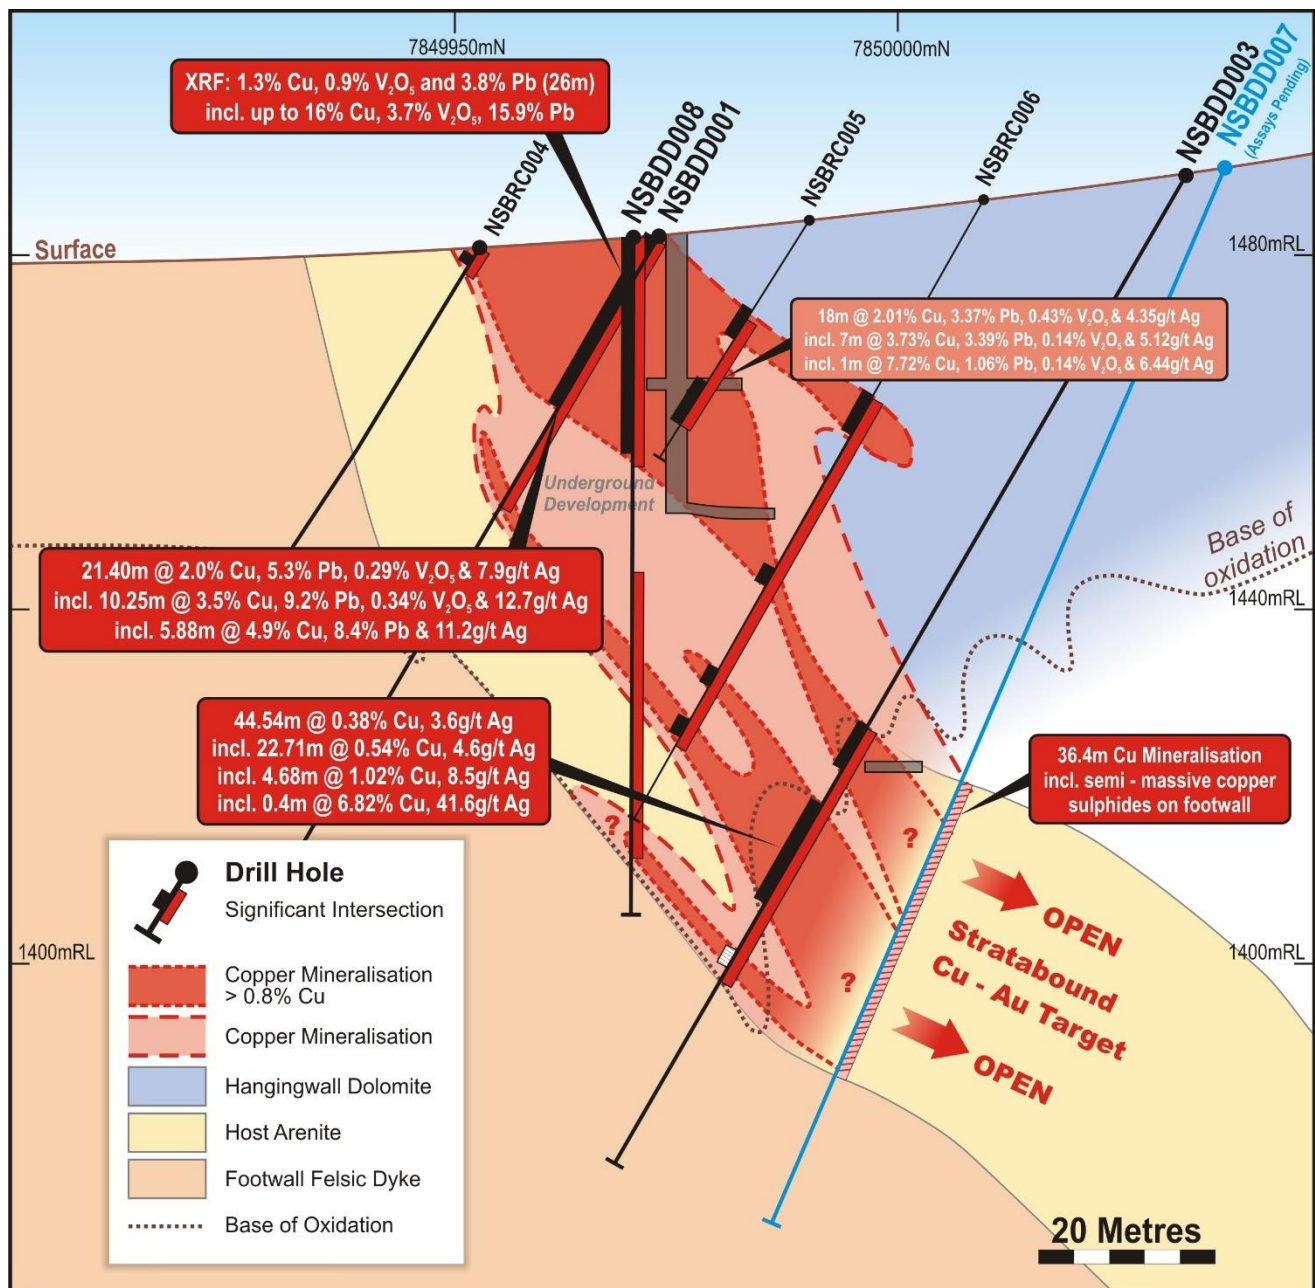 7849950mN
7850000mN
XRF: 1.3% Cu, 0.9% V₂O₅ and 3.8% Pb (26m)
incl. up to 16% Cu, 3.7% V₂O₅, 15.9% Pb
NSBRC004
NSBDD008
NSBDD001
NSBRC005
NSBRC006
NSBDD003
NSBDD007
(Assays Pending)
Surface
1480mRL
18m @ 2.01% Cu, 3.37% Pb, 0.43% V₂O₅ & 4.35g/t Ag
incl. 7m @ 3.73% Cu, 3.39% Pb, 0.14% V₂O₅ & 5.12g/t Ag
incl. 1m @ 7.72% Cu, 1.06% Pb, 0.14% V₂O₅ & 6.44g/t Ag
Underground
Development
Base of
oxidation
21.40m @ 2.0% Cu, 5.3% Pb, 0.29% V₂O₅ & 7.9g/t Ag
incl. 10.25m @ 3.5% Cu, 9.2% Pb, 0.34% V₂O₅ & 12.7g/t Ag
incl. 5.88m @ 4.9% Cu, 8.4% Pb & 11.2g/t Ag
1440mRL
44.54m @ 0.38% Cu, 3.6g/t Ag
incl. 22.71m @ 0.54% Cu, 4.6g/t Ag
incl. 4.68m @ 1.02% Cu, 8.5g/t Ag
incl. 0.4m @ 6.82% Cu, 41.6g/t Ag
36.4m Cu Mineralisation
incl. semi - massive copper
sulphides on footwall
?
?
?
OPEN
Stratabound
Cu - Au Target
OPEN
1400mRL
1400mRL
Drill Hole
Significant Intersection
Copper Mineralisation
> 0.8% Cu
Copper Mineralisation
Hangingwall Dolomite
Host Arenite
Footwall Felsic Dyke
Base of Oxidation
20 Metres